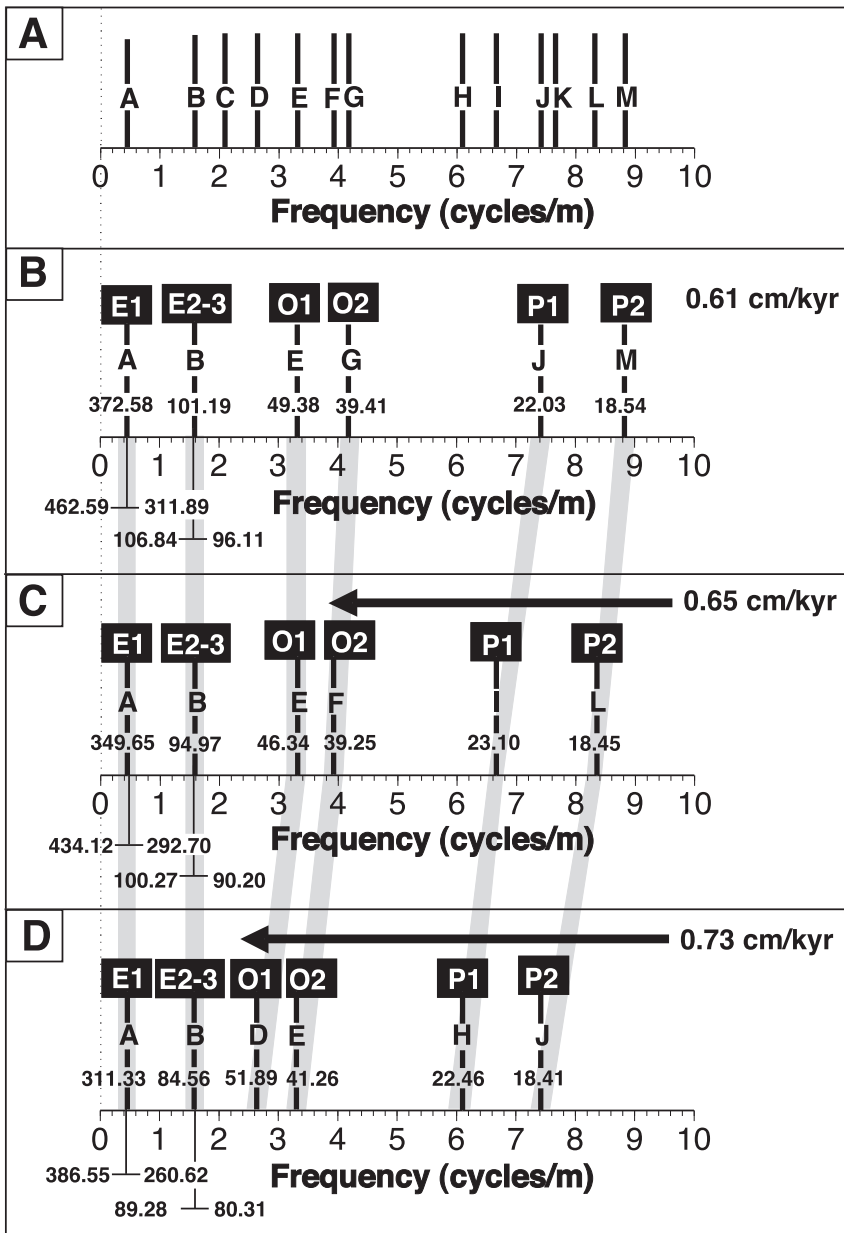 A
A B C D E F G H I J K L M
0 1 2 3 4 5 6 7 8 9 10
Frequency (cycles/m)
B
E1 E2-3 O1 O2 P1 P2 0.61 cm/kyr
A B E G J M
372.58 101.19 49.38 39.41 22.03 18.54
0 1 2 3 4 5 6 7 8 9 10
Frequency (cycles/m)
462.59 311.89
106.84 96.11
C
0.65 cm/kyr
E1 E2-3 O1 O2 P1 P2
A B E F I L
349.65 94.97 46.34 39.25 23.10 18.45
0 1 2 3 4 5 6 7 8 9 10
Frequency (cycles/m)
434.12 292.70
100.27 90.20
D
0.73 cm/kyr
E1 E2-3 O1 O2 P1 P2
A B D E H J
311.33 84.56 51.89 41.26 22.46 18.41
0 1 2 3 4 5 6 7 8 9 10
Frequency (cycles/m)
386.55 260.62
89.28 80.31